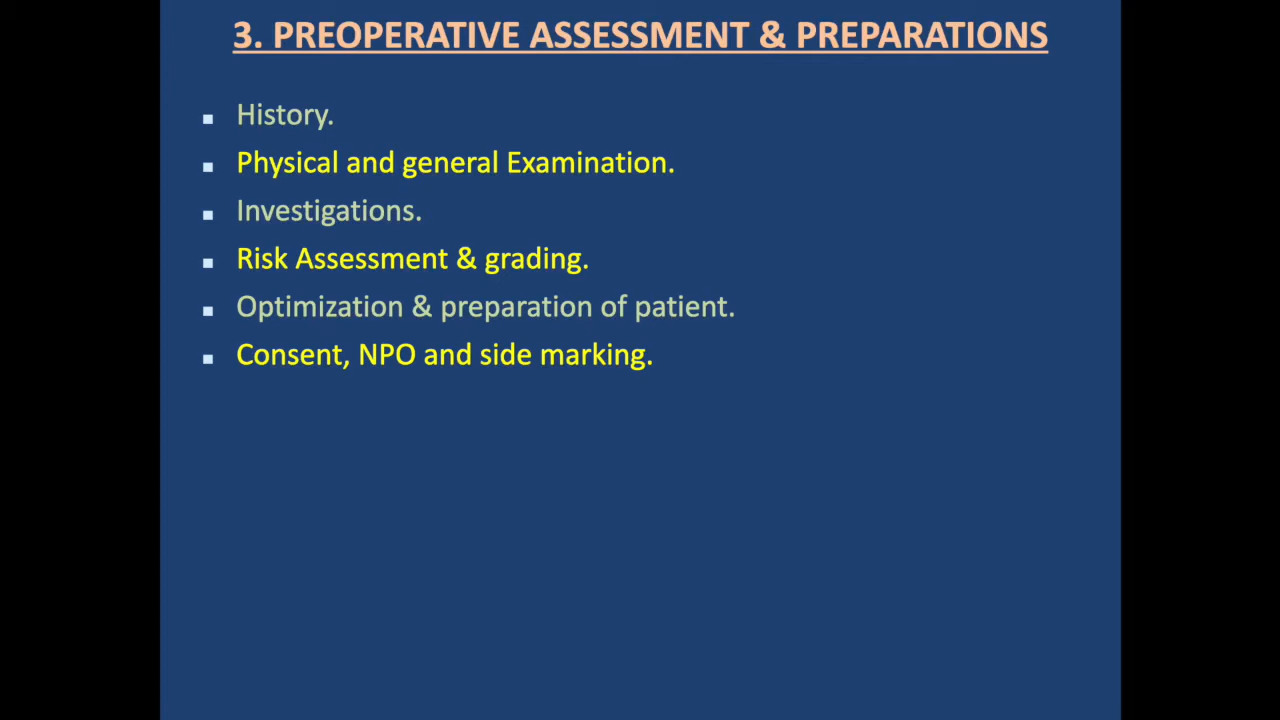 3. PREOPERATIVE ASSESSMENT & PREPARATIONS
▪ History.
▪ Physical and general Examination.
▪ Investigations.
▪ Risk Assessment & grading.
▪ Optimization & preparation of patient.
▪ Consent, NPO and side marking.